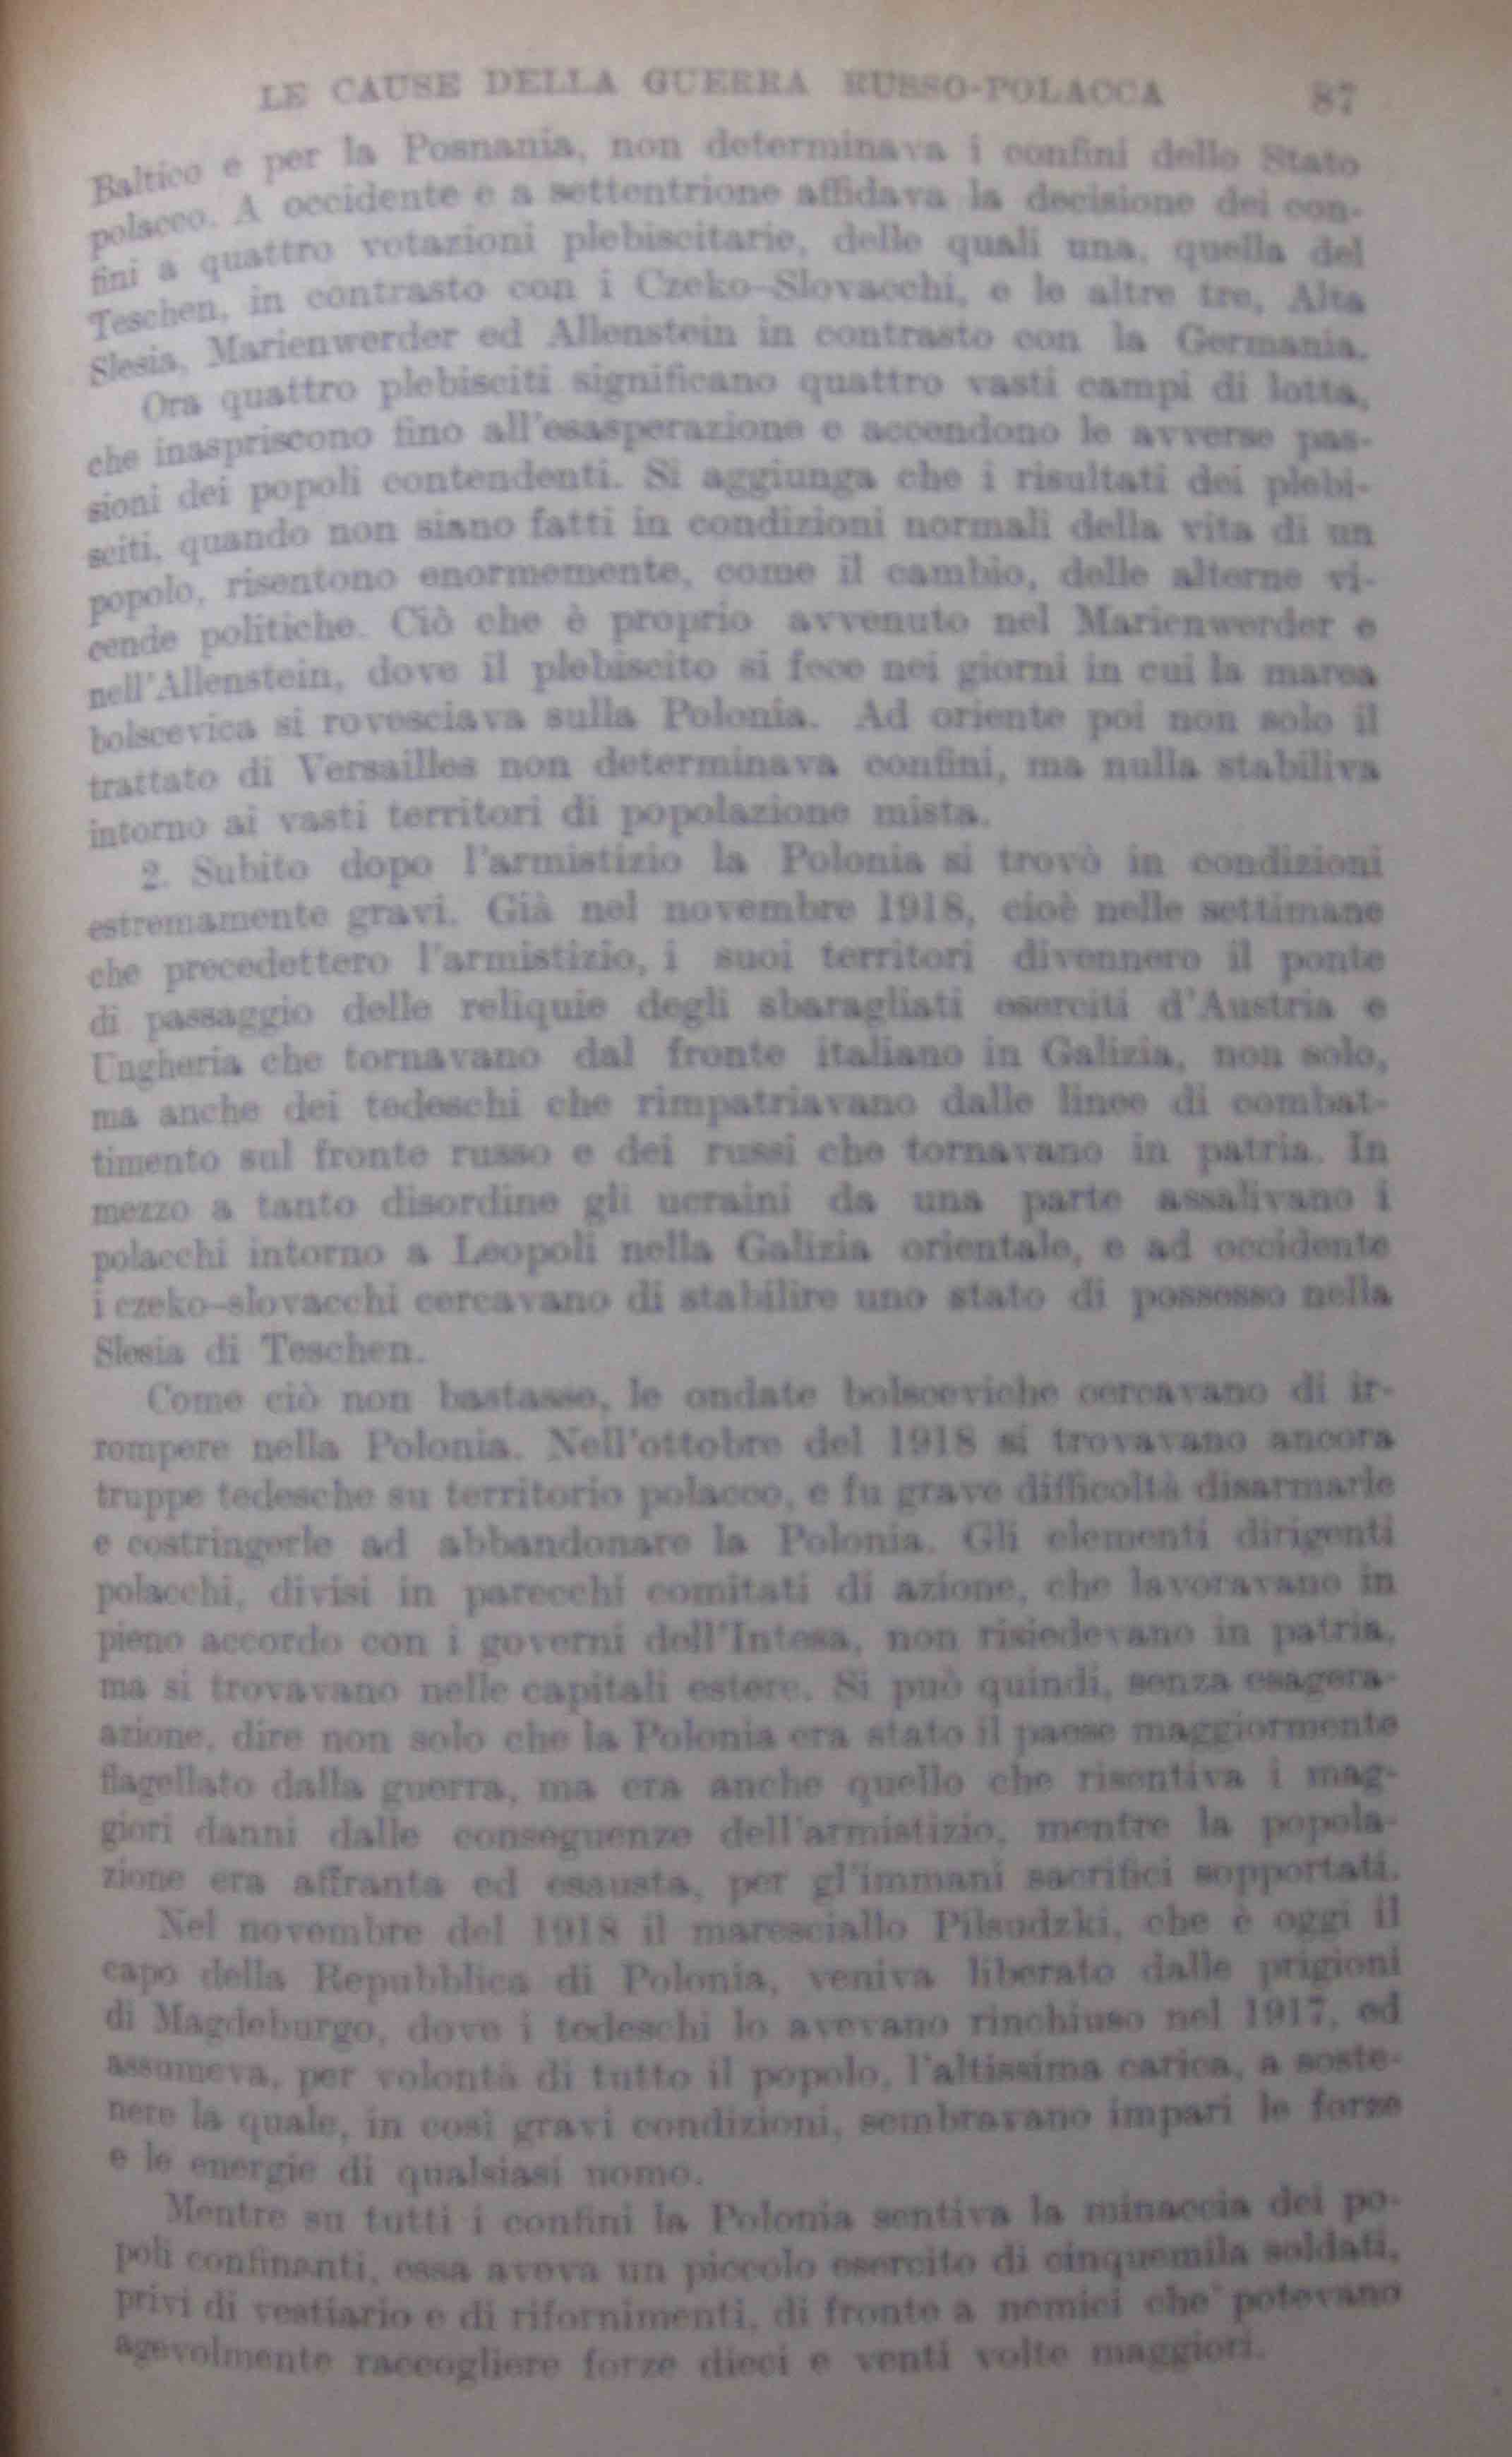 LE CAUSE DELLA GUERRA RUSSO-POLACCA 87
Baltico e per la Posnania, non determinava i confini dello Stato
polacco. A occidente e a settentrione affidava la decisione dei con-
fini a quattro votazioni plebiscitarie, delle quali una, quella del
Teschen, in contrasto con i Czeko-Slovacchi, e le altre tre, Alta
Slesia, Marienwerder ed Allenstein in contrasto con la Germania.
Ora quattro plebisciti significano quattro vasti campi di lotta,
che inaspriscono fino all'esasperazione e accendono le avverse pas-
sioni dei popoli contendenti. Si aggiunga che i risultati dei plebi-
sciti, quando non siano fatti in condizioni normali della vita di un
popolo, risentono enormemente, come il cambio, delle alterne vi-
cende politiche. Ciò che è proprio avvenuto nel Marienwerder e
nell'Allenstein, dove il plebiscito si fece nei giorni in cui la marea
bolscevica si rovesciava sulla Polonia. Ad oriente poi non solo il
trattato di Versailles non determinava confini, ma nulla stabiliva
intorno ai vasti territori di popolazione mista.
2. Subito dopo l'armistizio la Polonia si trovò in condizioni
estremamente gravi. Già nel novembre 1918, cioè nelle settimane
che precedettero l'armistizio, i suoi territori divennero il ponte
di passaggio delle reliquie degli sbaragliati eserciti d'Austria e
Ungheria che tornavano dal fronte italiano in Galizia, non solo,
ma anche dei tedeschi che rimpatriavano dalle linee di combat-
timento sul fronte russo e dei russi che tornavano in patria. In
mezzo a tanto disordine gli ucraini da una parte assalivano i
polacchi intorno a Leopoli nella Galizia orientale, e ad occidente
i czeko-slovacchi cercavano di stabilire uno stato di possesso nella
Slesia di Teschen.
Come ciò non bastasse, le ondate bolsceviche cercavano di ir-
rompere nella Polonia. Nell'ottobre del 1918 si trovavano ancora
truppe tedesche su territorio polacco, e fu grave difficoltà disarmarle
e costringerle ad abbandonare la Polonia. Gli elementi dirigenti
polacchi, divisi in parecchi comitati di azione, che lavoravano in
pieno accordo con i governi dell'Intesa, non risiedevano in patria,
ma si trovavano nelle capitali estere. Si può quindi, senza esagera-
azione, dire non solo che la Polonia era stato il paese maggiormente
flagellato dalla guerra, ma era anche quello che risentiva i mag-
giori danni dalle conseguenze dell'armistizio, mentre la popola-
zione era affranta ed esausta, per gl'immani sacrifici sopportati.
Nel novembre del 1918 il maresciallo Pilsudzki, che è oggi il
capo della Repubblica di Polonia, veniva liberato dalle prigioni
di Magdeburgo, dove i tedeschi lo avevano rinchiuso nel 1917, ed
assumeva, per volontà di tutto il popolo, l'altissima carica, a soste-
nere la quale, in così gravi condizioni, sembravano impari le forze
e le energie di qualsiasi uomo.
Mentre su tutti i confini la Polonia sentiva la minaccia dei po-
poli confinanti, essa aveva un piccolo esercito di cinquemila soldati,
privi di vestiario e di rifornimenti, di fronte a nemici che potevano
agevolmente raccogliere forze dieci e venti volte maggiori.